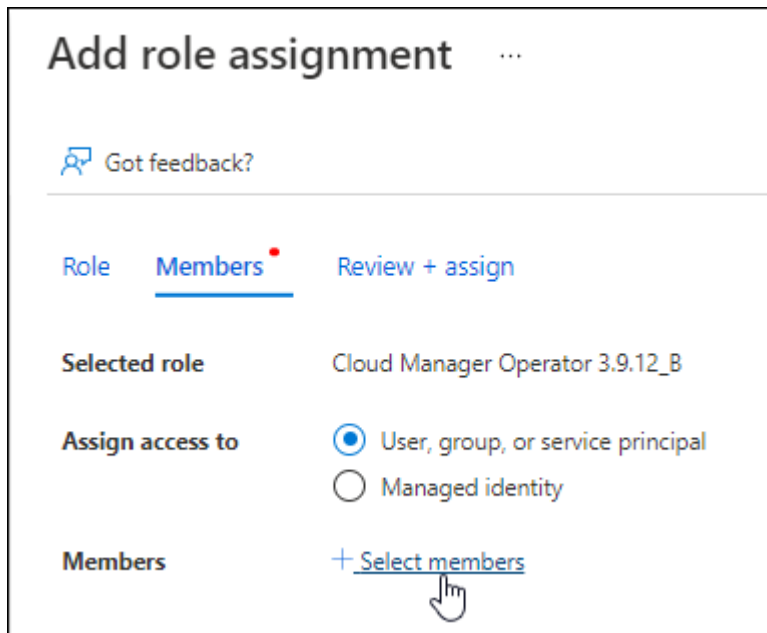 Add role assignment ...
Got feedback?
Role Members Review + assign
Selected role Cloud Manager Operator 3.9.12_B
Assign access to User, group, or service principal
Managed identity
Members + Select members